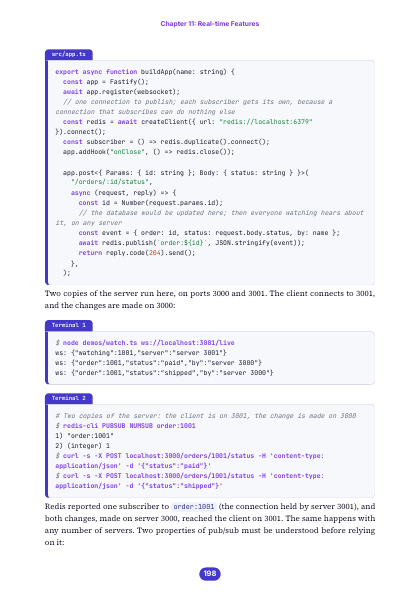 Chapter 11: Real-time Features
src/app.ts
export async function buildApp(name: string) {
const app = Fastify();
await app.register(websocket);
// one connection to publish; each subscriber gets its own, because a
connection that subscribes can do nothing else
const redis = await createClient({ url: "redis://localhost:6379"
}).connect();
const subscriber = () => redis.duplicate().connect();
app.addHook("onClose", () => redis.close());
app.post<{ Params: { id: string }; Body: { status: string } }>(
"/orders/:id/status",
async (request, reply) => {
const id = Number(request.params.id);
// the database would be updated here; then everyone watching hears about
it, on any server
const event = { order: id, status: request.body.status, by: name };
await redis.publish(`order:${id}`, JSON.stringify(event));
return reply.code(204).send();
},
);
Two copies of the server run here, on ports 3000 and 3001. The client connects to 3001,
and the changes are made on 3000:
Terminal 1
$ node demos/watch.ts ws://localhost:3001/live
ws: {"watching":1001,"server":"server 3001"}
ws: {"order":1001,"status":"paid","by":"server 3000"}
ws: {"order":1001,"status":"shipped","by":"server 3000"}
Terminal 2
# Two copies of the server: the client is on 3001, the change is made on 3000
$ redis-cli PUBSUB NUMSUB order:1001
1) "order:1001"
2) (integer) 1
$ curl -s -X POST localhost:3000/orders/1001/status -H 'content-type:
application/json' -d '{"status":"paid"}'
$ curl -s -X POST localhost:3000/orders/1001/status -H 'content-type:
application/json' -d '{"status":"shipped"}'
Redis reported one subscriber to order:1001 (the connection held by server 3001), and
both changes, made on server 3000, reached the client on 3001. The same happens with
any number of servers. Two properties of pub/sub must be understood before relying
on it:
198